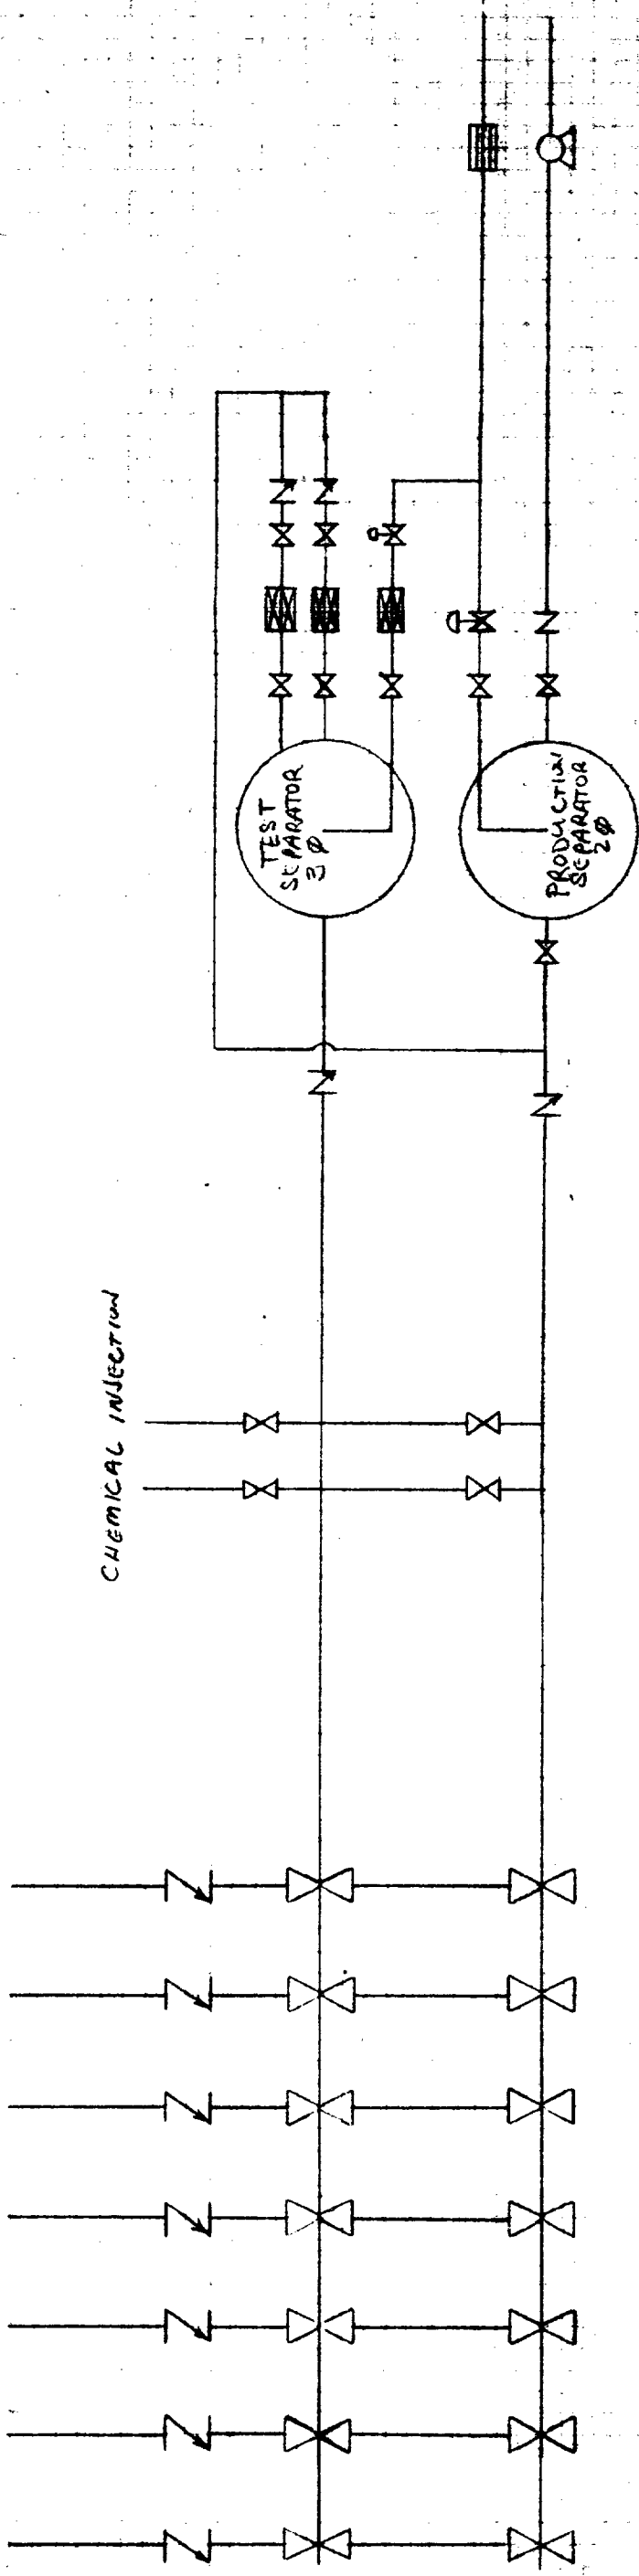 TEST
SEPARATOR
3 Ø
PRODUCTION
SEPARATOR
2 Ø
CHEMICAL INJECTION